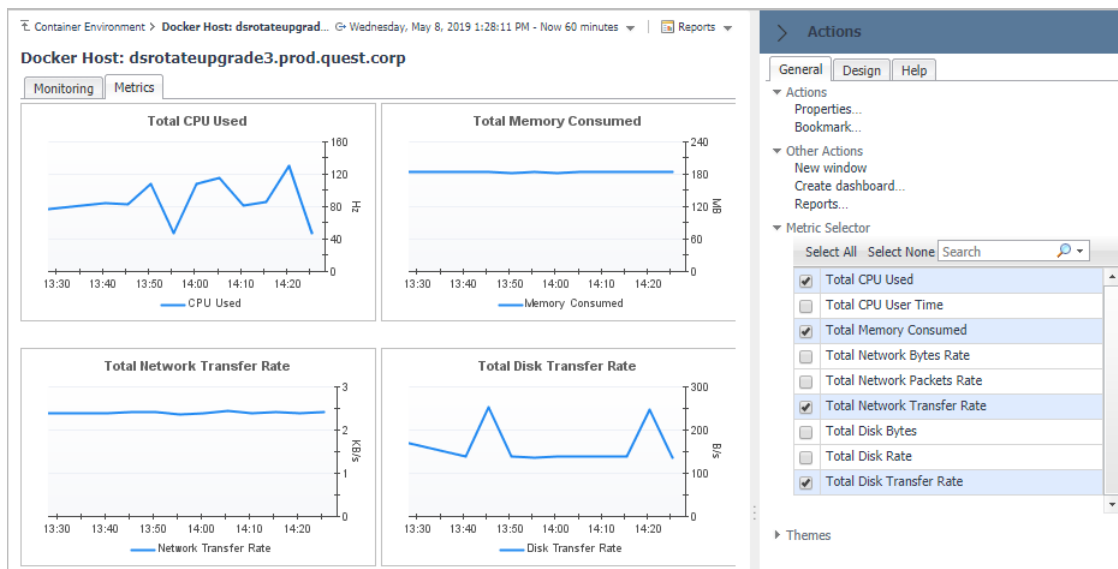 Container Environment > Docker Host: dsrotateupgrad... Wednesday, May 8, 2019 1:28:11 PM - Now 60 minutes Reports
Docker Host: dsrotateupgrade3.prod.quest.corp
Monitoring Metrics
Total CPU Used
160
120
80
40
0
Hz
13:30 13:40 13:50 14:00 14:10 14:20
CPU Used
Total Memory Consumed
240
180
120
60
0
MB
13:30 13:40 13:50 14:00 14:10 14:20
Memory Consumed
Total Network Transfer Rate
3
2
1
0
KB/s
13:30 13:40 13:50 14:00 14:10 14:20
Network Transfer Rate
Total Disk Transfer Rate
300
200
100
0
B/s
13:30 13:40 13:50 14:00 14:10 14:20
Disk Transfer Rate
Actions
General Design Help
Actions
Properties...
Bookmark...
Other Actions
New window
Create dashboard...
Reports...
Metric Selector
Select All Select None Search
Total CPU Used
Total CPU User Time
Total Memory Consumed
Total Network Bytes Rate
Total Network Packets Rate
Total Network Transfer Rate
Total Disk Bytes
Total Disk Rate
Total Disk Transfer Rate
Themes